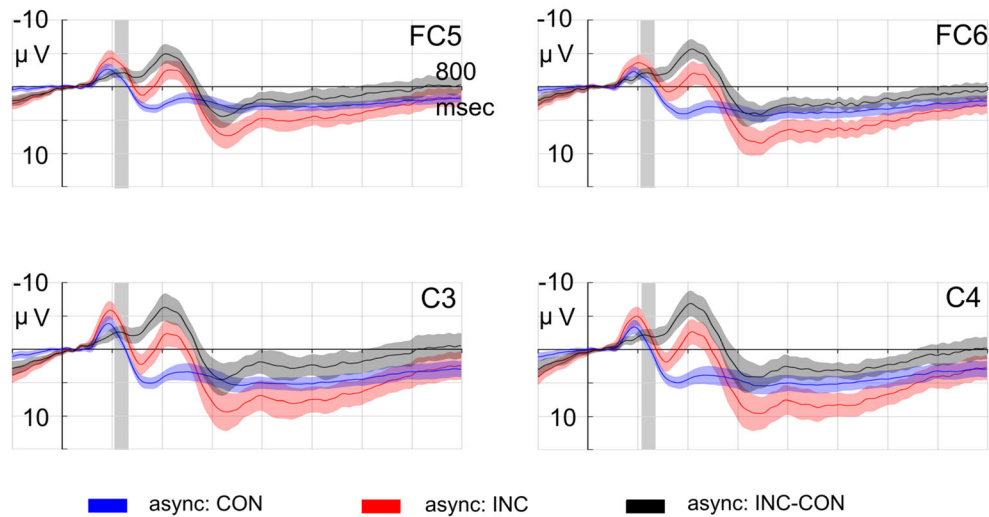 -10
μ V
FC5
800
msec
10
-10
μ V
FC6
10
-10
μ V
C3
10
-10
μ V
C4
10
async: CON
async: INC
async: INC-CON